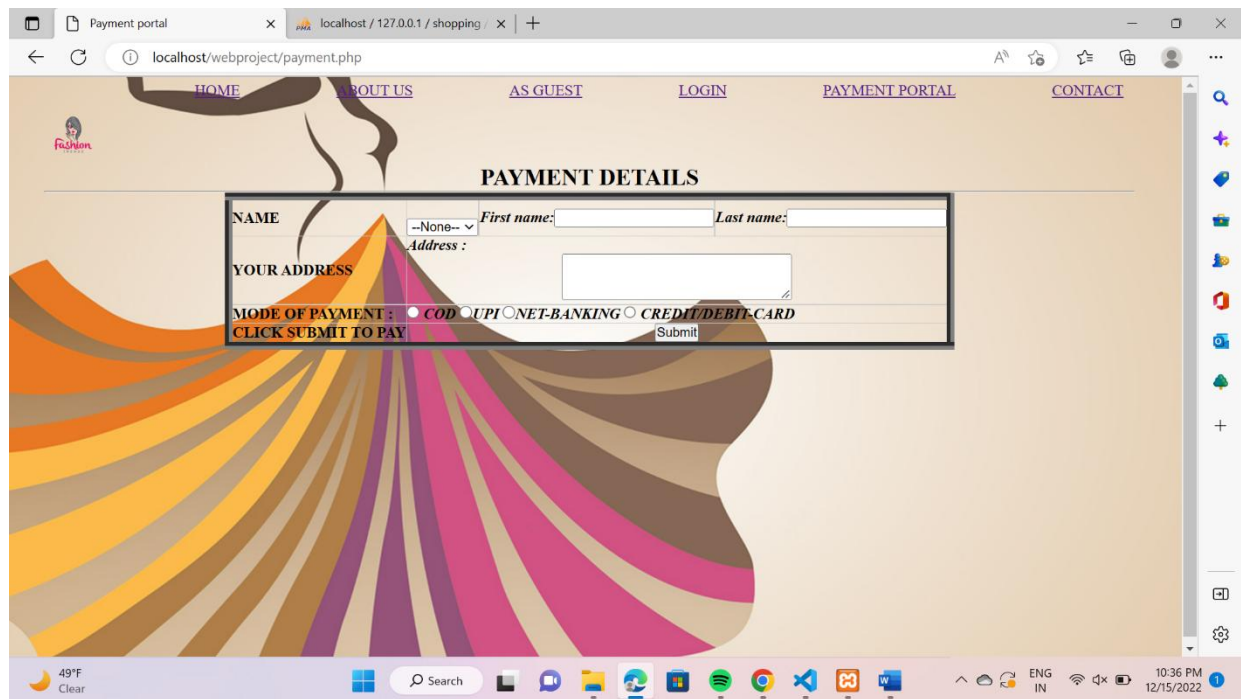 Payment portal
localhost / 127.0.0.1 / shopping /
localhost/webproject/payment.php
HOME ABOUT US AS GUEST LOGIN PAYMENT PORTAL CONTACT
Fashion
PAYMENT DETAILS
NAME --None-- First name: Last name:
Address :
YOUR ADDRESS
MODE OF PAYMENT : COD UPI NET-BANKING CREDIT/DEBIT-CARD
CLICK SUBMIT TO PAY Submit
49°F
Clear
Search
ENG
IN
10:36 PM
12/15/2022
1